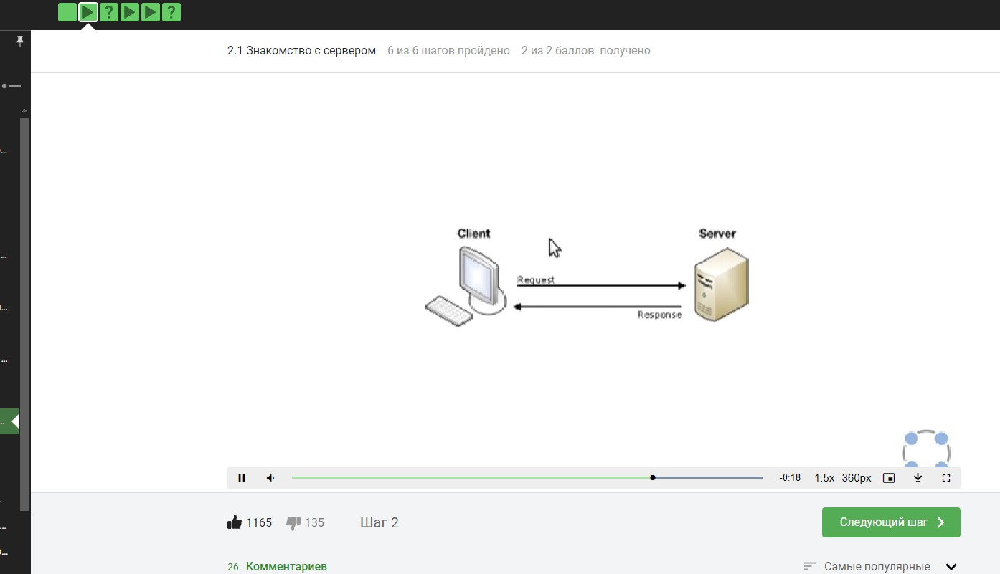 ? ?
2.1 Знакомство с сервером 6 из 6 шагов пройдено 2 из 2 баллов получено
Client Server
Request
Response
-0:18 1.5x 360px
1165 135 Шаг 2 Следующий шаг
26 Комментариев Самые популярные